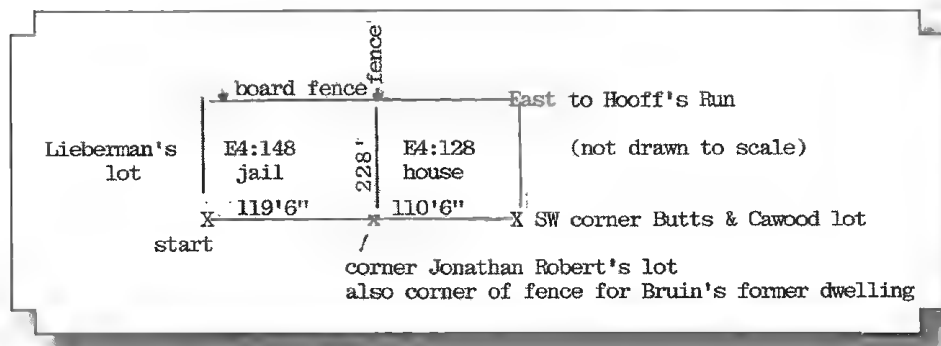 fence
board fence
East to Hooff's Run
Lieberman's
lot
E4:148
jail
228'
E4:128
house
(not drawn to scale)
X 119'6" x 110'6" X SW corner Butts & Cawood lot
start
/
corner Jonathan Robert's lot
also corner of fence for Bruin's former dwelling